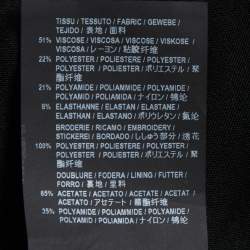 TISSU / TESSUTO / FABRIC / GEWEBE /
TEJIDO / 表地 / 面料
51% VISCOSE / VISCOSA / VISCOSE / VISKOSE
/ VISCOSA / レーヨン / 粘胶纤维
22% POLYESTER / POLIESTERE / POLYESTER /
POLYESTER / POLIESTER / ポリエステル / 聚
酯纤维
21% POLYAMIDE / POLIAMMIDE / POLYAMIDE /
POLYAMID / POLIAMIDA / ナイロン / 锦纶
6% ELASTHANNE / ELASTAN / ELASTANE /
ELASTHAN / ELASTANO / ポリウレタン / 氨纶
BRODERIE / RICAMO / EMBROIDERY /
STICKEREI / BORDADO / ししゅう部分 / 绣花
100% POLYESTER / POLIESTERE / POLYESTER /
POLYESTER / POLIESTER / ポリエステル / 聚
酯纤维
DOUBLURE / FODERA / LINING / FUTTER /
FORRO / 裏地 / 里料
65% ACETATE / ACETATO / ACETATE / ACETAT /
ACETATO / アセテート / 醋酯纤维
35% POLYAMIDE / POLIAMMIDE / POLYAMIDE /
POLYAMID / POLIAMIDA / ナイロン / 锦纶